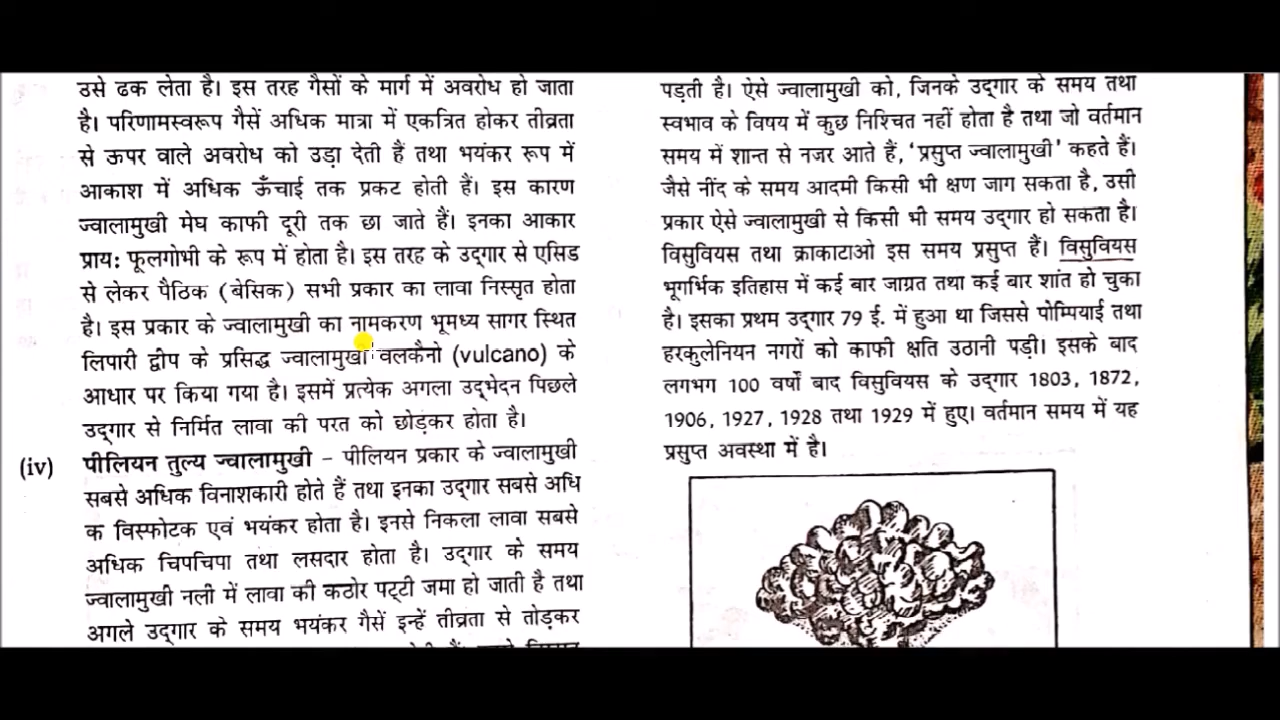 उसे ढक लेता है। इस तरह गैसों के मार्ग में अवरोध हो जाता
है। परिणामस्वरूप गैसें अधिक मात्रा में एकत्रित होकर तीव्रता
से ऊपर वाले अवरोध को उड़ा देती हैं तथा भयंकर रूप में
आकाश में अधिक ऊँचाई तक प्रकट होती हैं। इस कारण
ज्वालामुखी मेघ काफी दूरी तक छा जाते हैं। इनका आकार
प्राय: फूलगोभी के रूप में होता है। इस तरह के उद्‌गार से एसिड
से लेकर पैठिक (बेसिक) सभी प्रकार का लावा निस्सृत होता
है। इस प्रकार के ज्वालामुखी का नामकरण भूमध्य सागर स्थित
लिपारी द्वीप के प्रसिद्ध ज्वालामुखी वलकैनो (vulcano) के
आधार पर किया गया है। इसमें प्रत्येक अगला उद्‌भेदन पिछले
उद्‌गार से निर्मित लावा की परत को छोड़कर होता है।
(iv) पीलियन तुल्य ज्वालामुखी – पीलियन प्रकार के ज्वालामुखी
सबसे अधिक विनाशकारी होते हैं तथा इनका उद्‌गार सबसे अधि
क विस्फोटक एवं भयंकर होता है। इनसे निकला लावा सबसे
अधिक चिपचिपा तथा लसदार होता है। उद्‌गार के समय
ज्वालामुखी नली में लावा की कठोर पट्‌टी जमा हो जाती है तथा
अगले उद्‌गार के समय भयंकर गैसें इन्हें तीव्रता से तोड़कर
पड़ती है। ऐसे ज्वालामुखी को, जिनके उद्‌गार के समय तथा
स्वभाव के विषय में कुछ निश्चित नहीं होता है तथा जो वर्तमान
समय में शान्त से नजर आते हैं, 'प्रसुप्त ज्वालामुखी' कहते हैं।
जैसे नींद के समय आदमी किसी भी क्षण जाग सकता है, उसी
प्रकार ऐसे ज्वालामुखी से किसी भी समय उद्‌गार हो सकता है।
विसुवियस तथा क्राकाटाओ इस समय प्रसुप्त हैं। विसुवियस
भूगर्भिक इतिहास में कई बार जाग्रत तथा कई बार शांत हो चुका
है। इसका प्रथम उद्‌गार 79 ई. में हुआ था जिससे पोम्पियाई तथा
हरकुलेनियन नगरों को काफी क्षति उठानी पड़ी। इसके बाद
लगभग 100 वर्षों बाद विसुवियस के उद्‌गार 1803, 1872,
1906, 1927, 1928 तथा 1929 में हुए। वर्तमान समय में यह
प्रसुप्त अवस्था में है।